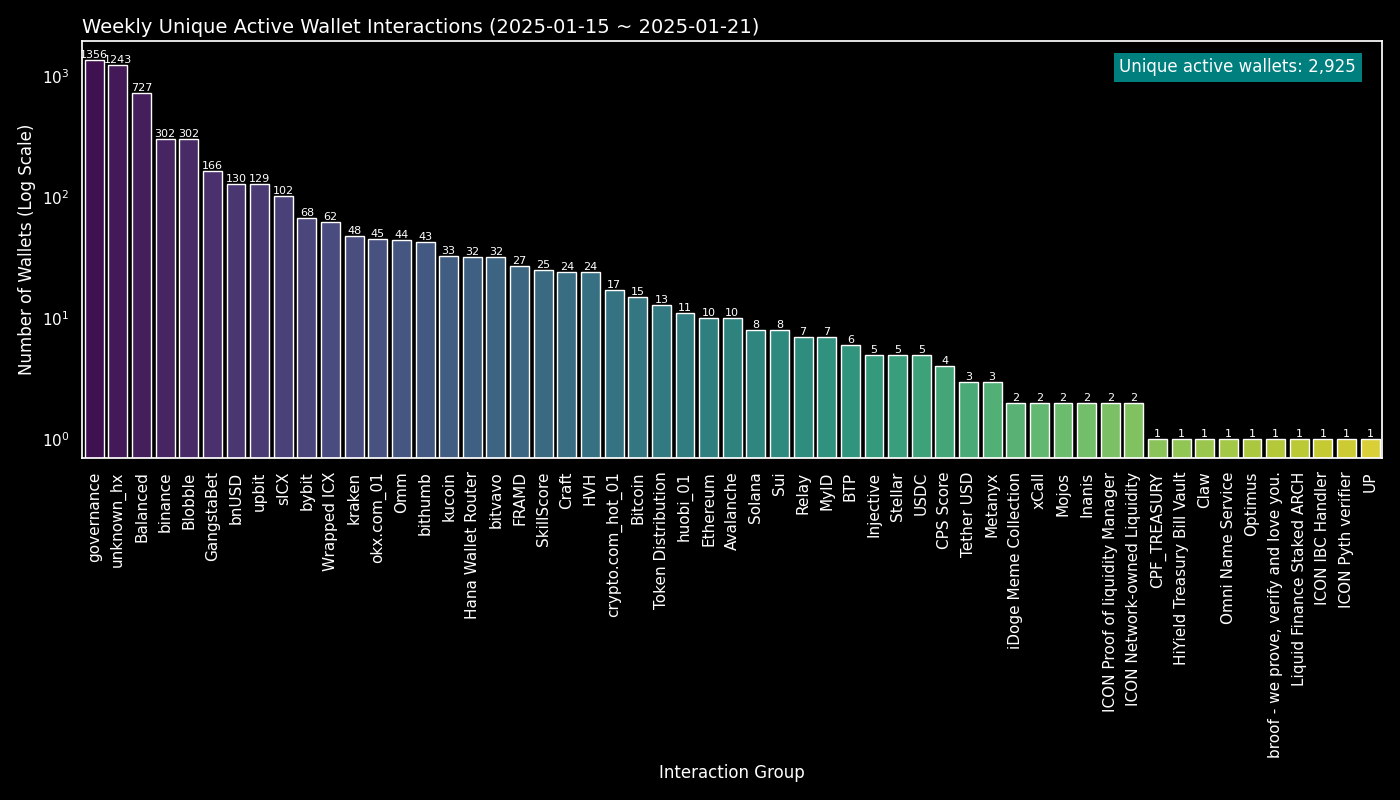 Weekly Unique Active Wallet Interactions (2025-01-15 ~ 2025-01-21)
Unique active wallets: 2,925
Number of Wallets (Log Scale)
10³
10²
10¹
10⁰
1356
1243
727
302
302
166
130
129
102
68
62
48
45
44
43
33
32
32
27
25
24
24
17
15
13
11
10
10
8
8
7
7
6
5
5
5
4
3
3
2
2
2
2
2
2
1
1
1
1
1
1
1
1
1
1
governance
unknown_hx
Balanced
binance
Blobble
GangstaBet
bnUSD
upbit
sICX
bybit
Wrapped ICX
kraken
okx.com_01
Omm
bithumb
kucoin
Hana Wallet Router
bitvavo
FRAMD
SkillScore
Craft
HVH
crypto.com_hot_01
Bitcoin
Token Distribution
huobi_01
Ethereum
Avalanche
Solana
Sui
Relay
MyID
BTP
Injective
Stellar
USDC
CPS Score
Tether USD
Metanyx
iDoge Meme Collection
xCall
Mojos
Inanis
ICON Proof of liquidity Manager
ICON Network-owned Liquidity
CPF_TREASURY
HiYield Treasury Bill Vault
Claw
Omni Name Service
Optimus
broof - we prove, verify and love you.
Liquid Finance Staked ARCH
ICON IBC Handler
ICON Pyth verifier
UP
Interaction Group